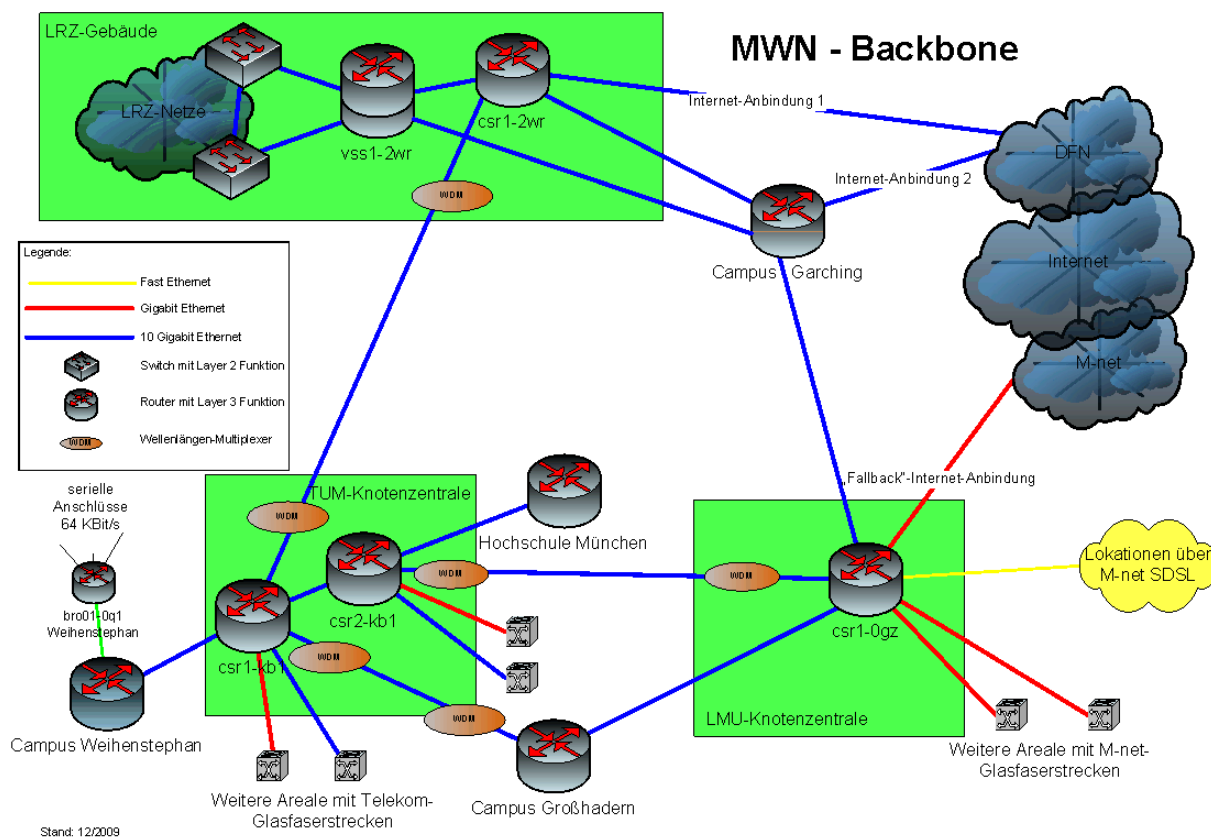 LRZ-Gebäude
MWN - Backbone
LRZ-Netze
vss1-2wr
csr1-2wr
Internet-Anbindung 1
DFN
Internet-Anbindung 2
WDM
Campus Garching
Internet
M-net
Legende:
Fast Ethernet
Gigabit Ethernet
10 Gigabit Ethernet
Switch mit Layer 2 Funktion
Router mit Layer 3 Funktion
WDM
Wellenlängen-Multiplexer
serielle
Anschlüsse
64 KBit/s
bro01-0q1
Weihenstephan
Campus Weihenstephan
TUM-Knotenzentrale
WDM
Hochschule München
WDM
csr2-kb1
csr1-kb1
WDM
WDM
WDM
„Fallback"-Internet-Anbindung
csr1-0gz
Lokationen über
M-net SDSL
LMU-Knotenzentrale
Weitere Areale mit M-net-
Glasfaserstrecken
Weitere Areale mit Telekom-
Glasfaserstrecken
Campus Großhadern
Stand: 12/2009